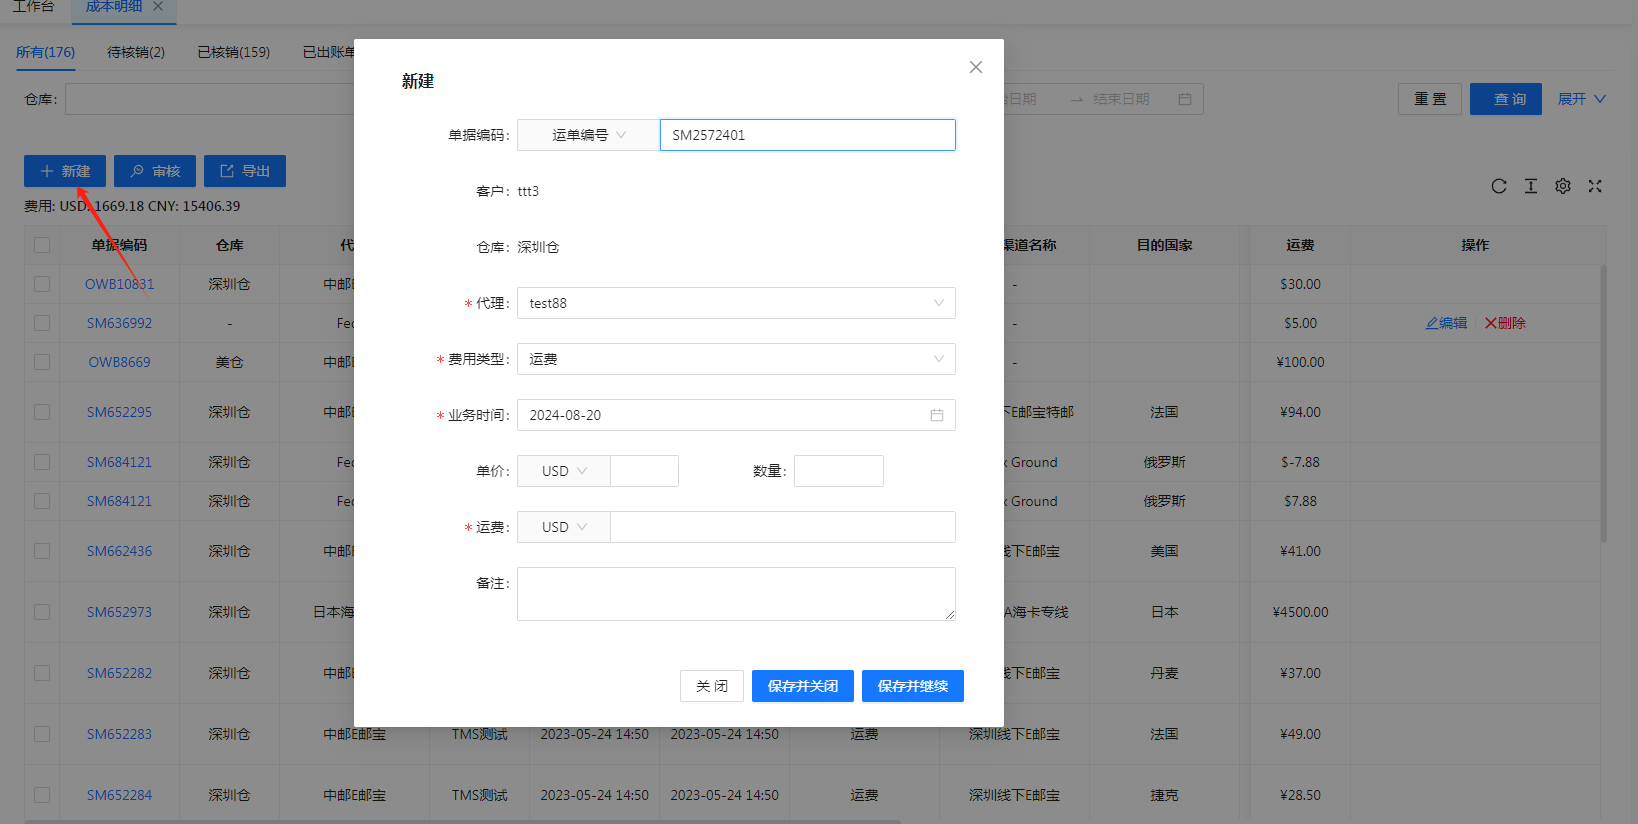 工作台 成本明细
所有(176) 待核销(2) 已核销(159) 已出账单
新建
仓库: 日期 → 结束日期 重置 查询 展开
单据编码: 运单编号 SM2572401
新建 审核 导出
客户: ttt3
费用: USD: 1669.18 CNY: 15406.39
单据编码 仓库 代 渠道名称 目的国家 运费 操作
仓库: 深圳仓
OWB10831 深圳仓 中邮E - $30.00
* 代理: test88
SM636992 - Fec - $5.00 编辑 删除
* 费用类型: 运费
OWB8669 美仓 中邮E - ¥100.00
* 业务时间: 2024-08-20
SM652295 深圳仓 中邮E 下E邮宝特邮 法国 ¥94.00
SM684121 深圳仓 Fec x Ground 俄罗斯 $-7.88
单价: USD 数量:
SM684121 深圳仓 Fec x Ground 俄罗斯 $7.88
* 运费: USD
SM662436 深圳仓 中邮E 线下E邮宝 美国 ¥41.00
备注:
SM652973 深圳仓 日本海 A海卡专线 日本 ¥4500.00
SM652282 深圳仓 中邮E 线下E邮宝 丹麦 ¥37.00
关闭 保存并关闭 保存并继续
SM652283 深圳仓 中邮E邮宝 TMS测试 2023-05-24 14:50 2023-05-24 14:50 运费 深圳线下E邮宝 法国 ¥49.00
SM652284 深圳仓 中邮E邮宝 TMS测试 2023-05-24 14:50 2023-05-24 14:50 运费 深圳线下E邮宝 捷克 ¥28.50